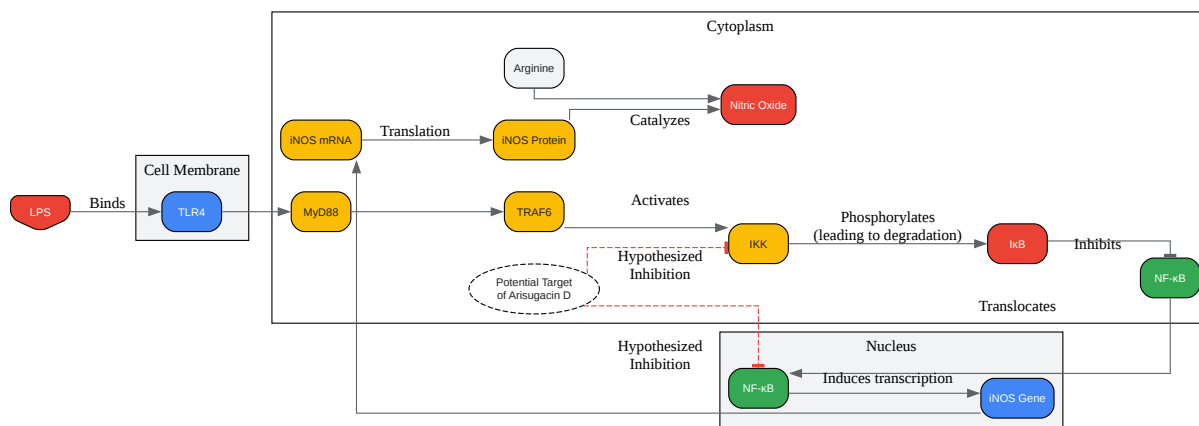 Cytoplasm
Arginine
Nitric Oxide
Catalyzes
iNOS mRNA
Translation
iNOS Protein
Cell Membrane
LPS
Binds
TLR4
MyD88
TRAF6
Activates
IKK
Phosphorylates
(leading to degradation)
IκB
Inhibits
NF-κB
Hypothesized
Inhibition
Potential Target
of Arisugacin D
Translocates
Hypothesized
Inhibition
Nucleus
NF-κB
Induces transcription
iNOS Gene